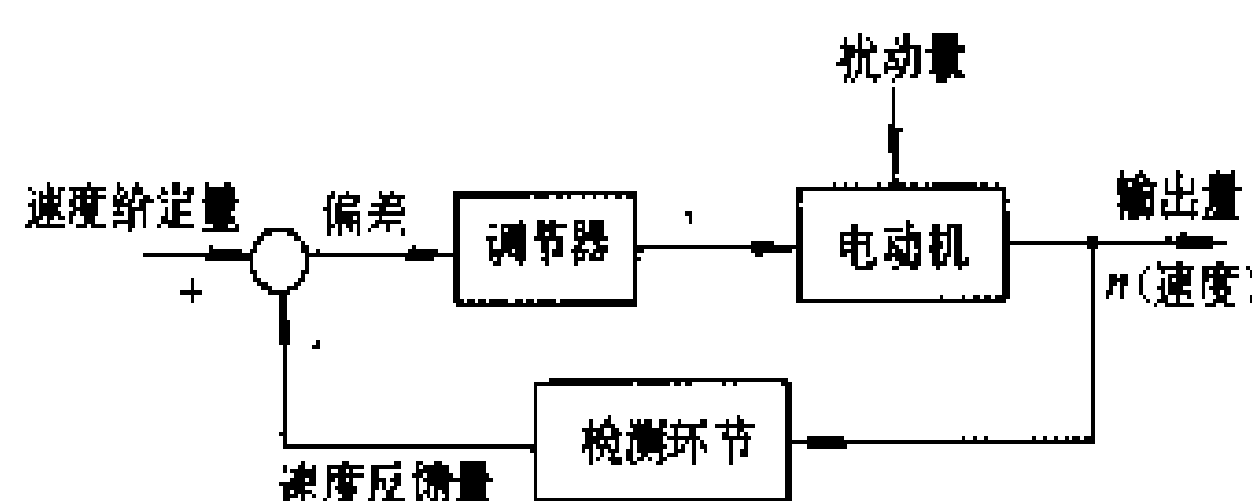 扰动量
速度给定量
偏差
调节器
电动机
输出量
+
n(速度)
检测环节
速度反馈量